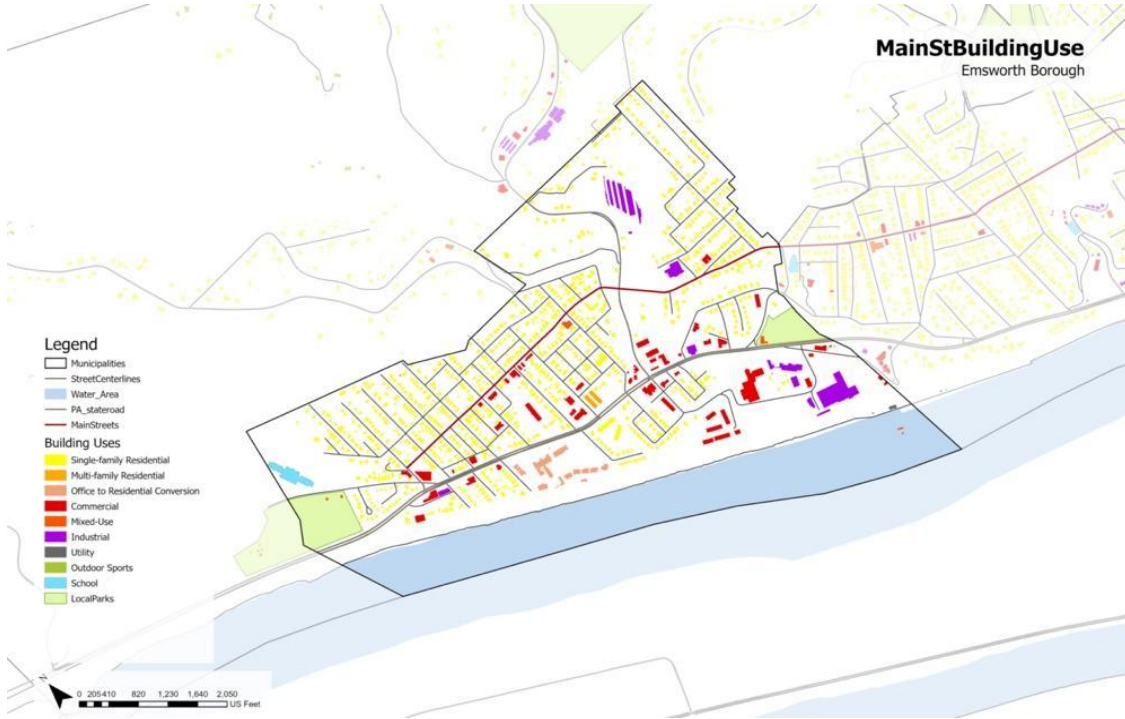 MainStBuildingUse
Emsworth Borough
Legend
Municipalities
StreetCenterlines
Water_Area
PA_stateroad
MainStreets
Building Uses
Single-family Residential
Multi-family Residential
Office to Residential Conversion
Commercial
Mixed-Use
Industrial
Utility
Outdoor Sports
School
LocalParks
N
0 205 410 820 1,230 1,640 2,050
US Feet